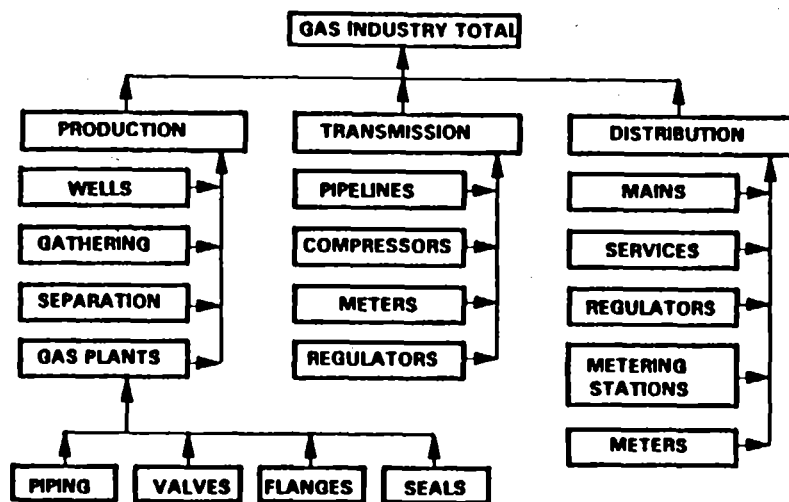 GAS INDUSTRY TOTAL
PRODUCTION
TRANSMISSION
DISTRIBUTION
WELLS
GATHERING
SEPARATION
GAS PLANTS
PIPELINES
COMPRESSORS
METERS
REGULATORS
MAINS
SERVICES
REGULATORS
METERING
STATIONS
METERS
PIPING
VALVES
FLANGES
SEALS